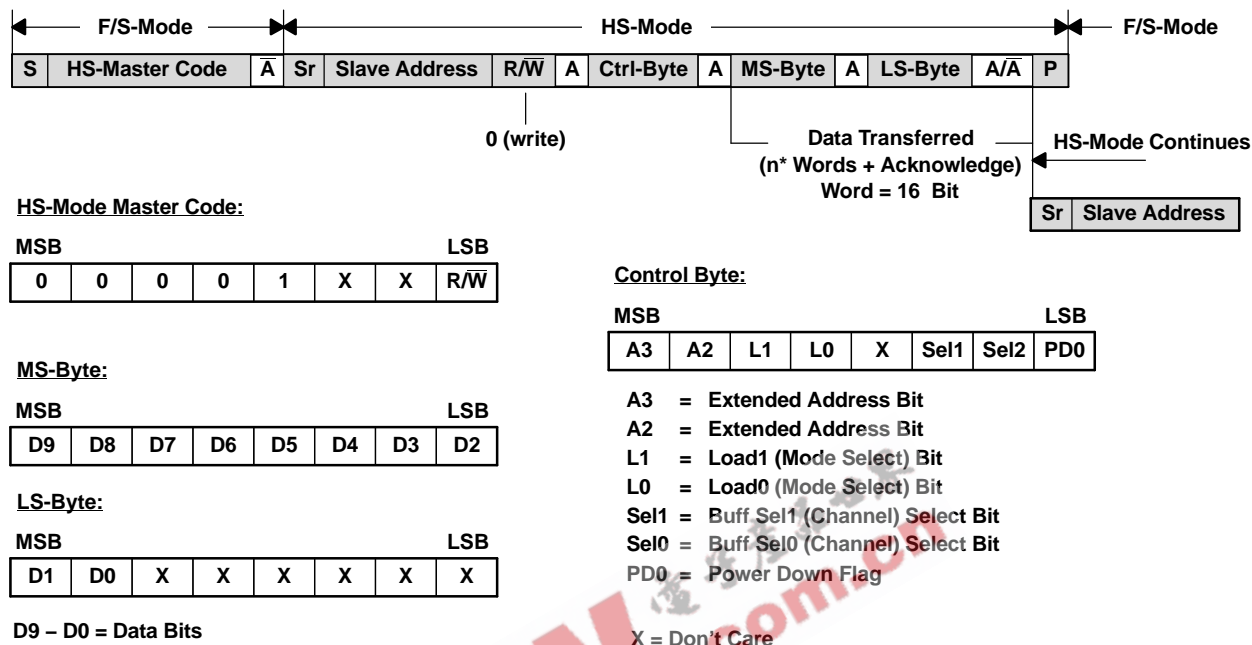 F/S-Mode HS-Mode F/S-Mode
S HS-Master Code A̅ Sr Slave Address R/W̅ A Ctrl-Byte A MS-Byte A LS-Byte A/A̅ P
0 (write)
Data Transferred
(n* Words + Acknowledge)
Word = 16 Bit
HS-Mode Continues
Sr Slave Address
HS-Mode Master Code:
MSB LSB
0 0 0 0 1 X X R/W̅
MS-Byte:
MSB LSB
D9 D8 D7 D6 D5 D4 D3 D2
LS-Byte:
MSB LSB
D1 D0 X X X X X X
D9 – D0 = Data Bits
Control Byte:
MSB LSB
A3 A2 L1 L0 X Sel1 Sel2 PD0
A3 = Extended Address Bit
A2 = Extended Address Bit
L1 = Load1 (Mode Select) Bit
L0 = Load0 (Mode Select) Bit
Sel1 = Buff Sel1 (Channel) Select Bit
Sel0 = Buff Sel0 (Channel) Select Bit
PD0 = Power Down Flag
X = Don't Care
com.cn